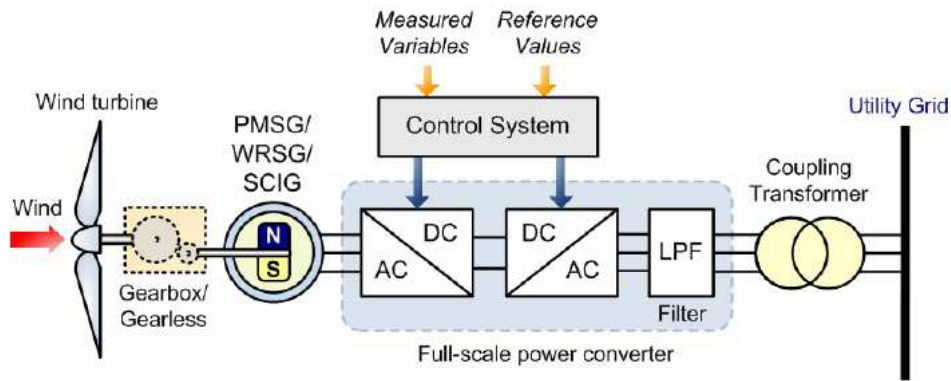 Measured
Variables
Reference
Values
Wind turbine
Control System
Utility Grid
PMSG/
WRSG/
SCIG
Coupling
Transformer
Wind
N
S
DC
AC
DC
AC
LPF
Gearbox/
Gearless
Filter
Full-scale power converter